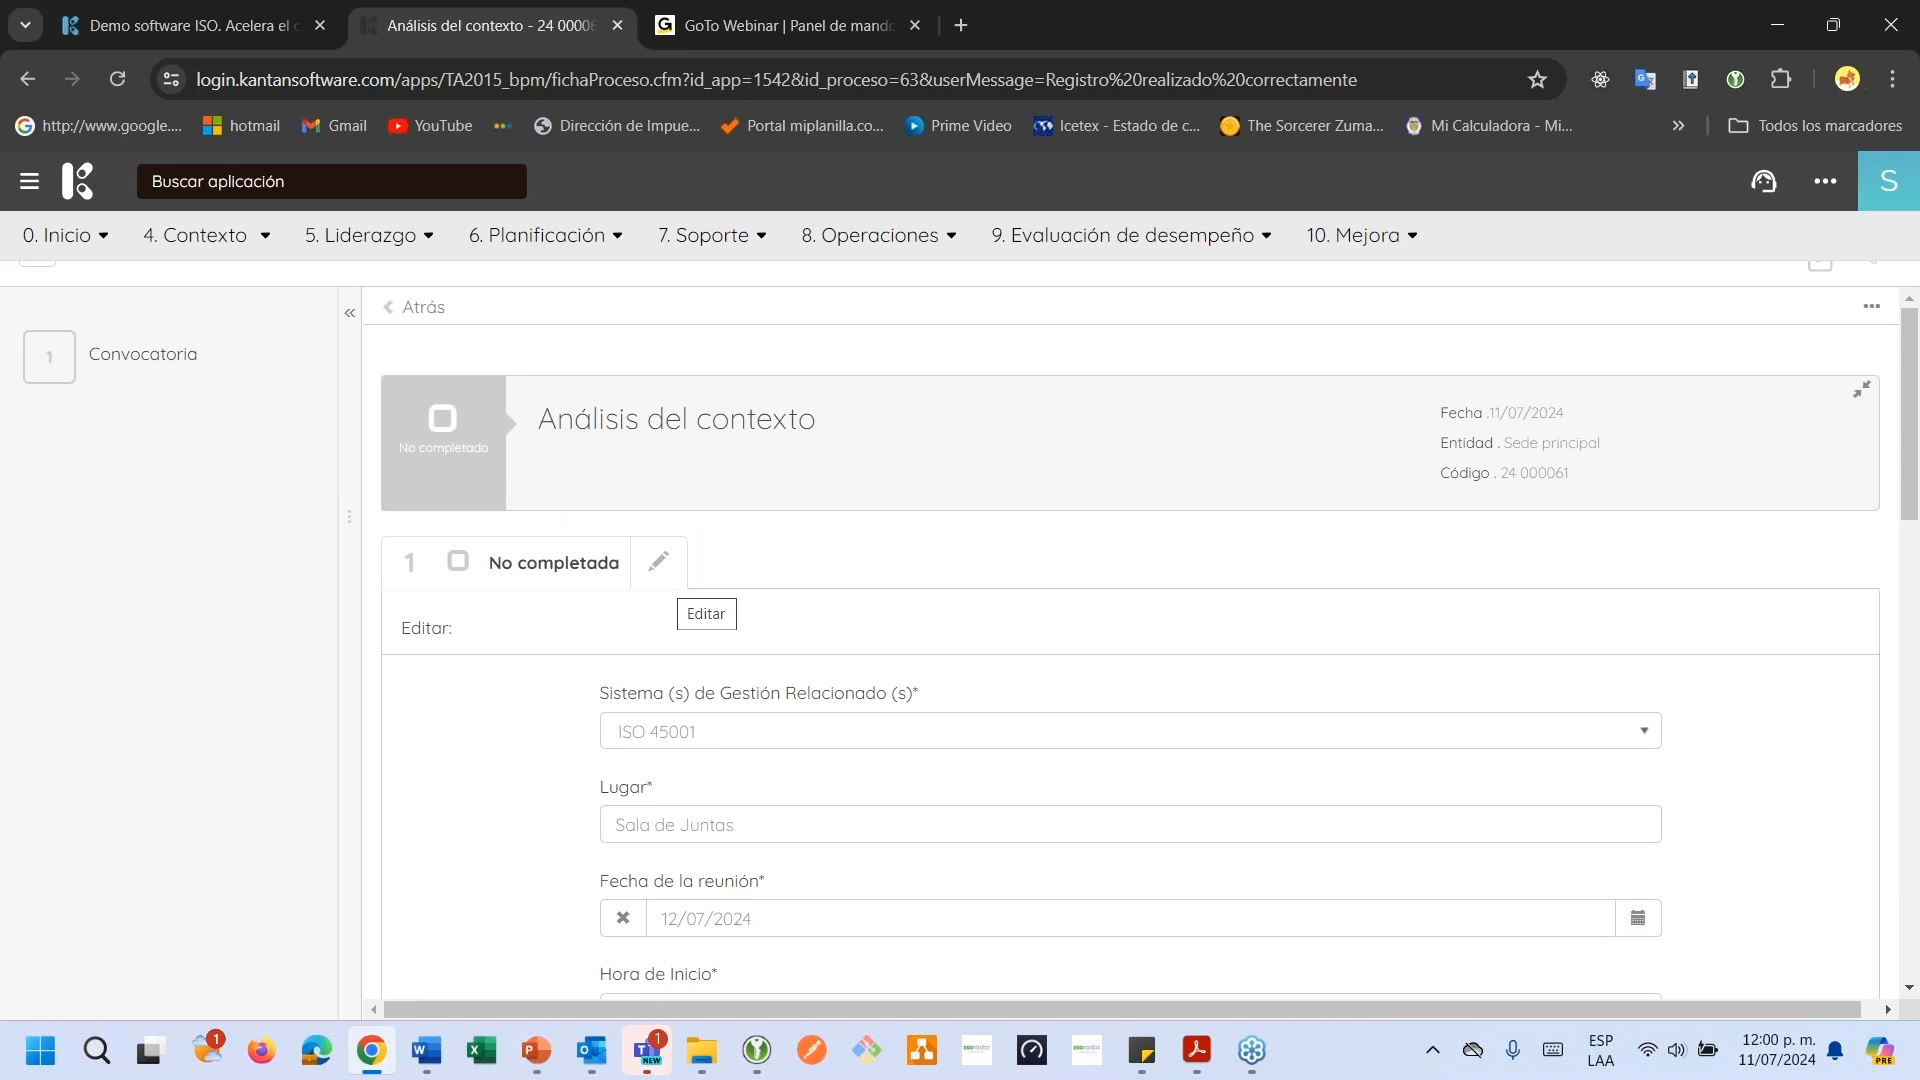 Demo software ISO. Acelera el c
Análisis del contexto - 24 00006
GoTo Webinar | Panel de mando
login.kantansoftware.com/apps/TA2015_bpm/fichaProceso.cfm?id_app=1542&id_proceso=63&userMessage=Registro%20realizado%20correctamente
http://www.google....
hotmail
Gmail
YouTube
Dirección de Impue...
Portal miplanilla.co...
Prime Video
Icetex - Estado de c...
The Sorcerer Zuma...
Mi Calculadora - Mi...
Todos los marcadores
Buscar aplicación
S
0. Inicio
4. Contexto
5. Liderazgo
6. Planificación
7. Soporte
8. Operaciones
9. Evaluación de desempeño
10. Mejora
Atrás
1 Convocatoria
No completado
Análisis del contexto
Fecha .11/07/2024
Entidad . Sede principal
Código . 24 000061
1 No completada
Editar
Editar:
Sistema (s) de Gestión Relacionado (s)*
ISO 45001
Lugar*
Sala de Juntas
Fecha de la reunión*
12/07/2024
Hora de Inicio*
1
1
NEW
ESP
LAA
12:00 p. m.
11/07/2024
PRE